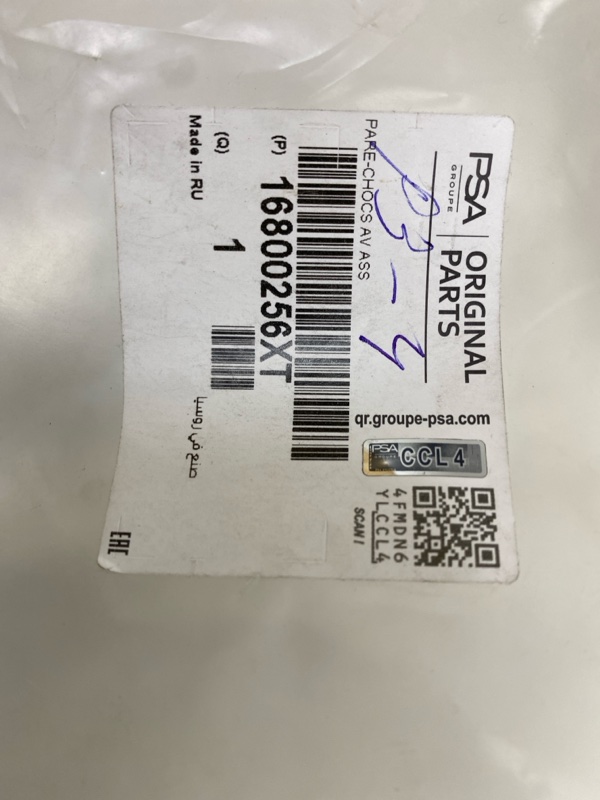 PSA
GROUPE
ORIGINAL
PARTS
PARE-CHOCS AV ASS
(P) 16800256XT
(Q) 1
Made in RU
صنع في روسيا
qr.groupe-psa.com
PSA
CCL4
4FMDN6
YLCCL4
SCAN!
EAC